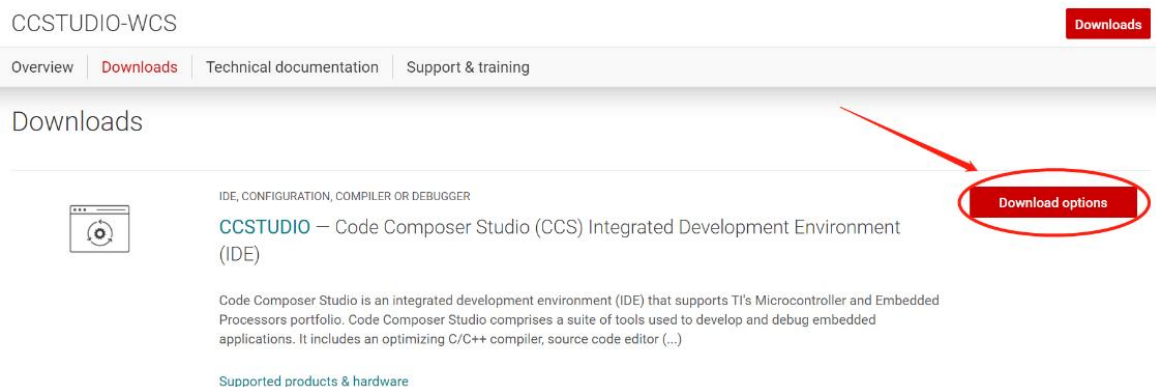 CCSTUDIO-WCS
Downloads
Overview Downloads Technical documentation Support & training
Downloads
IDE, CONFIGURATION, COMPILER OR DEBUGGER
Download options
CCSTUDIO — Code Composer Studio (CCS) Integrated Development Environment
(IDE)
Code Composer Studio is an integrated development environment (IDE) that supports TI's Microcontroller and Embedded
Processors portfolio. Code Composer Studio comprises a suite of tools used to develop and debug embedded
applications. It includes an optimizing C/C++ compiler, source code editor (...)
Supported products & hardware